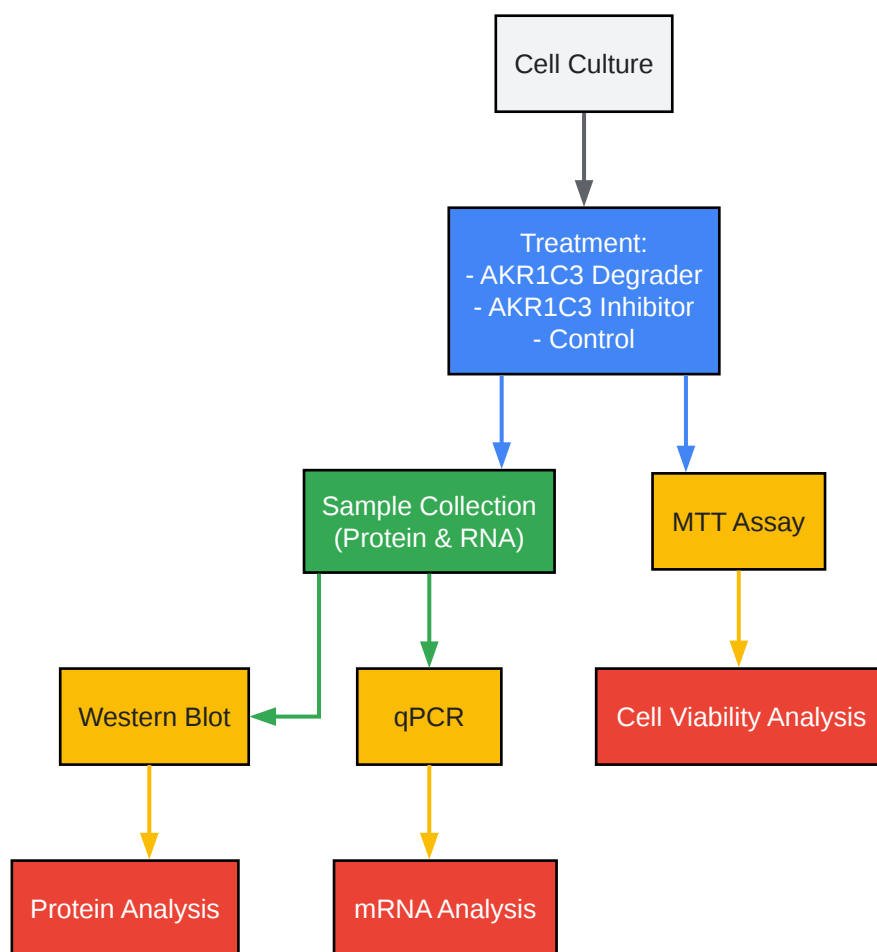 Cell Culture
Treatment:
- AKR1C3 Degrader
- AKR1C3 Inhibitor
- Control
Sample Collection
(Protein & RNA)
MTT Assay
Western Blot
qPCR
Cell Viability Analysis
Protein Analysis
mRNA Analysis